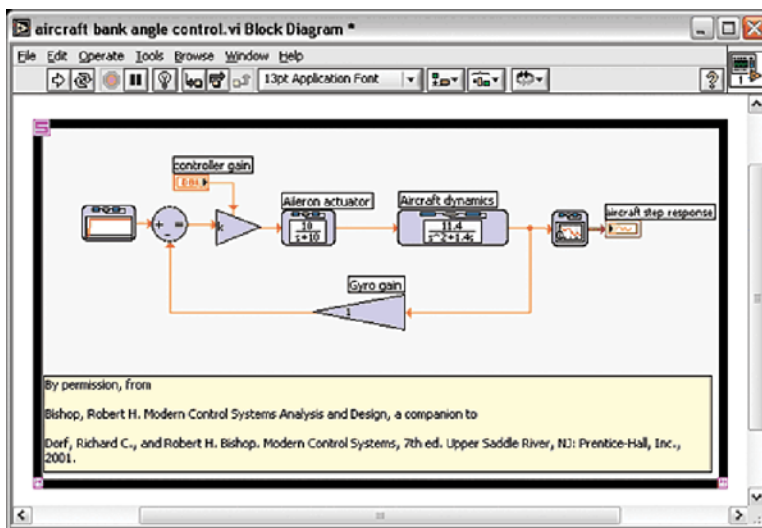 aircraft bank angle control.vi Block Diagram *
File Edit Operate Tools Browse Window Help
13pt Application Font
1
controller gain
DBL
Aileron actuator
Aircraft dynamics
aircraft step response
k
10
s+10
11.4
s^2+1.4s
Gyro gain
1
By permission, from
Bishop, Robert H. Modern Control Systems Analysis and Design, a companion to
Dorf, Richard C., and Robert H. Bishop. Modern Control Systems, 7th ed. Upper Saddle River, NJ: Prentice-Hall, Inc.,
2001.